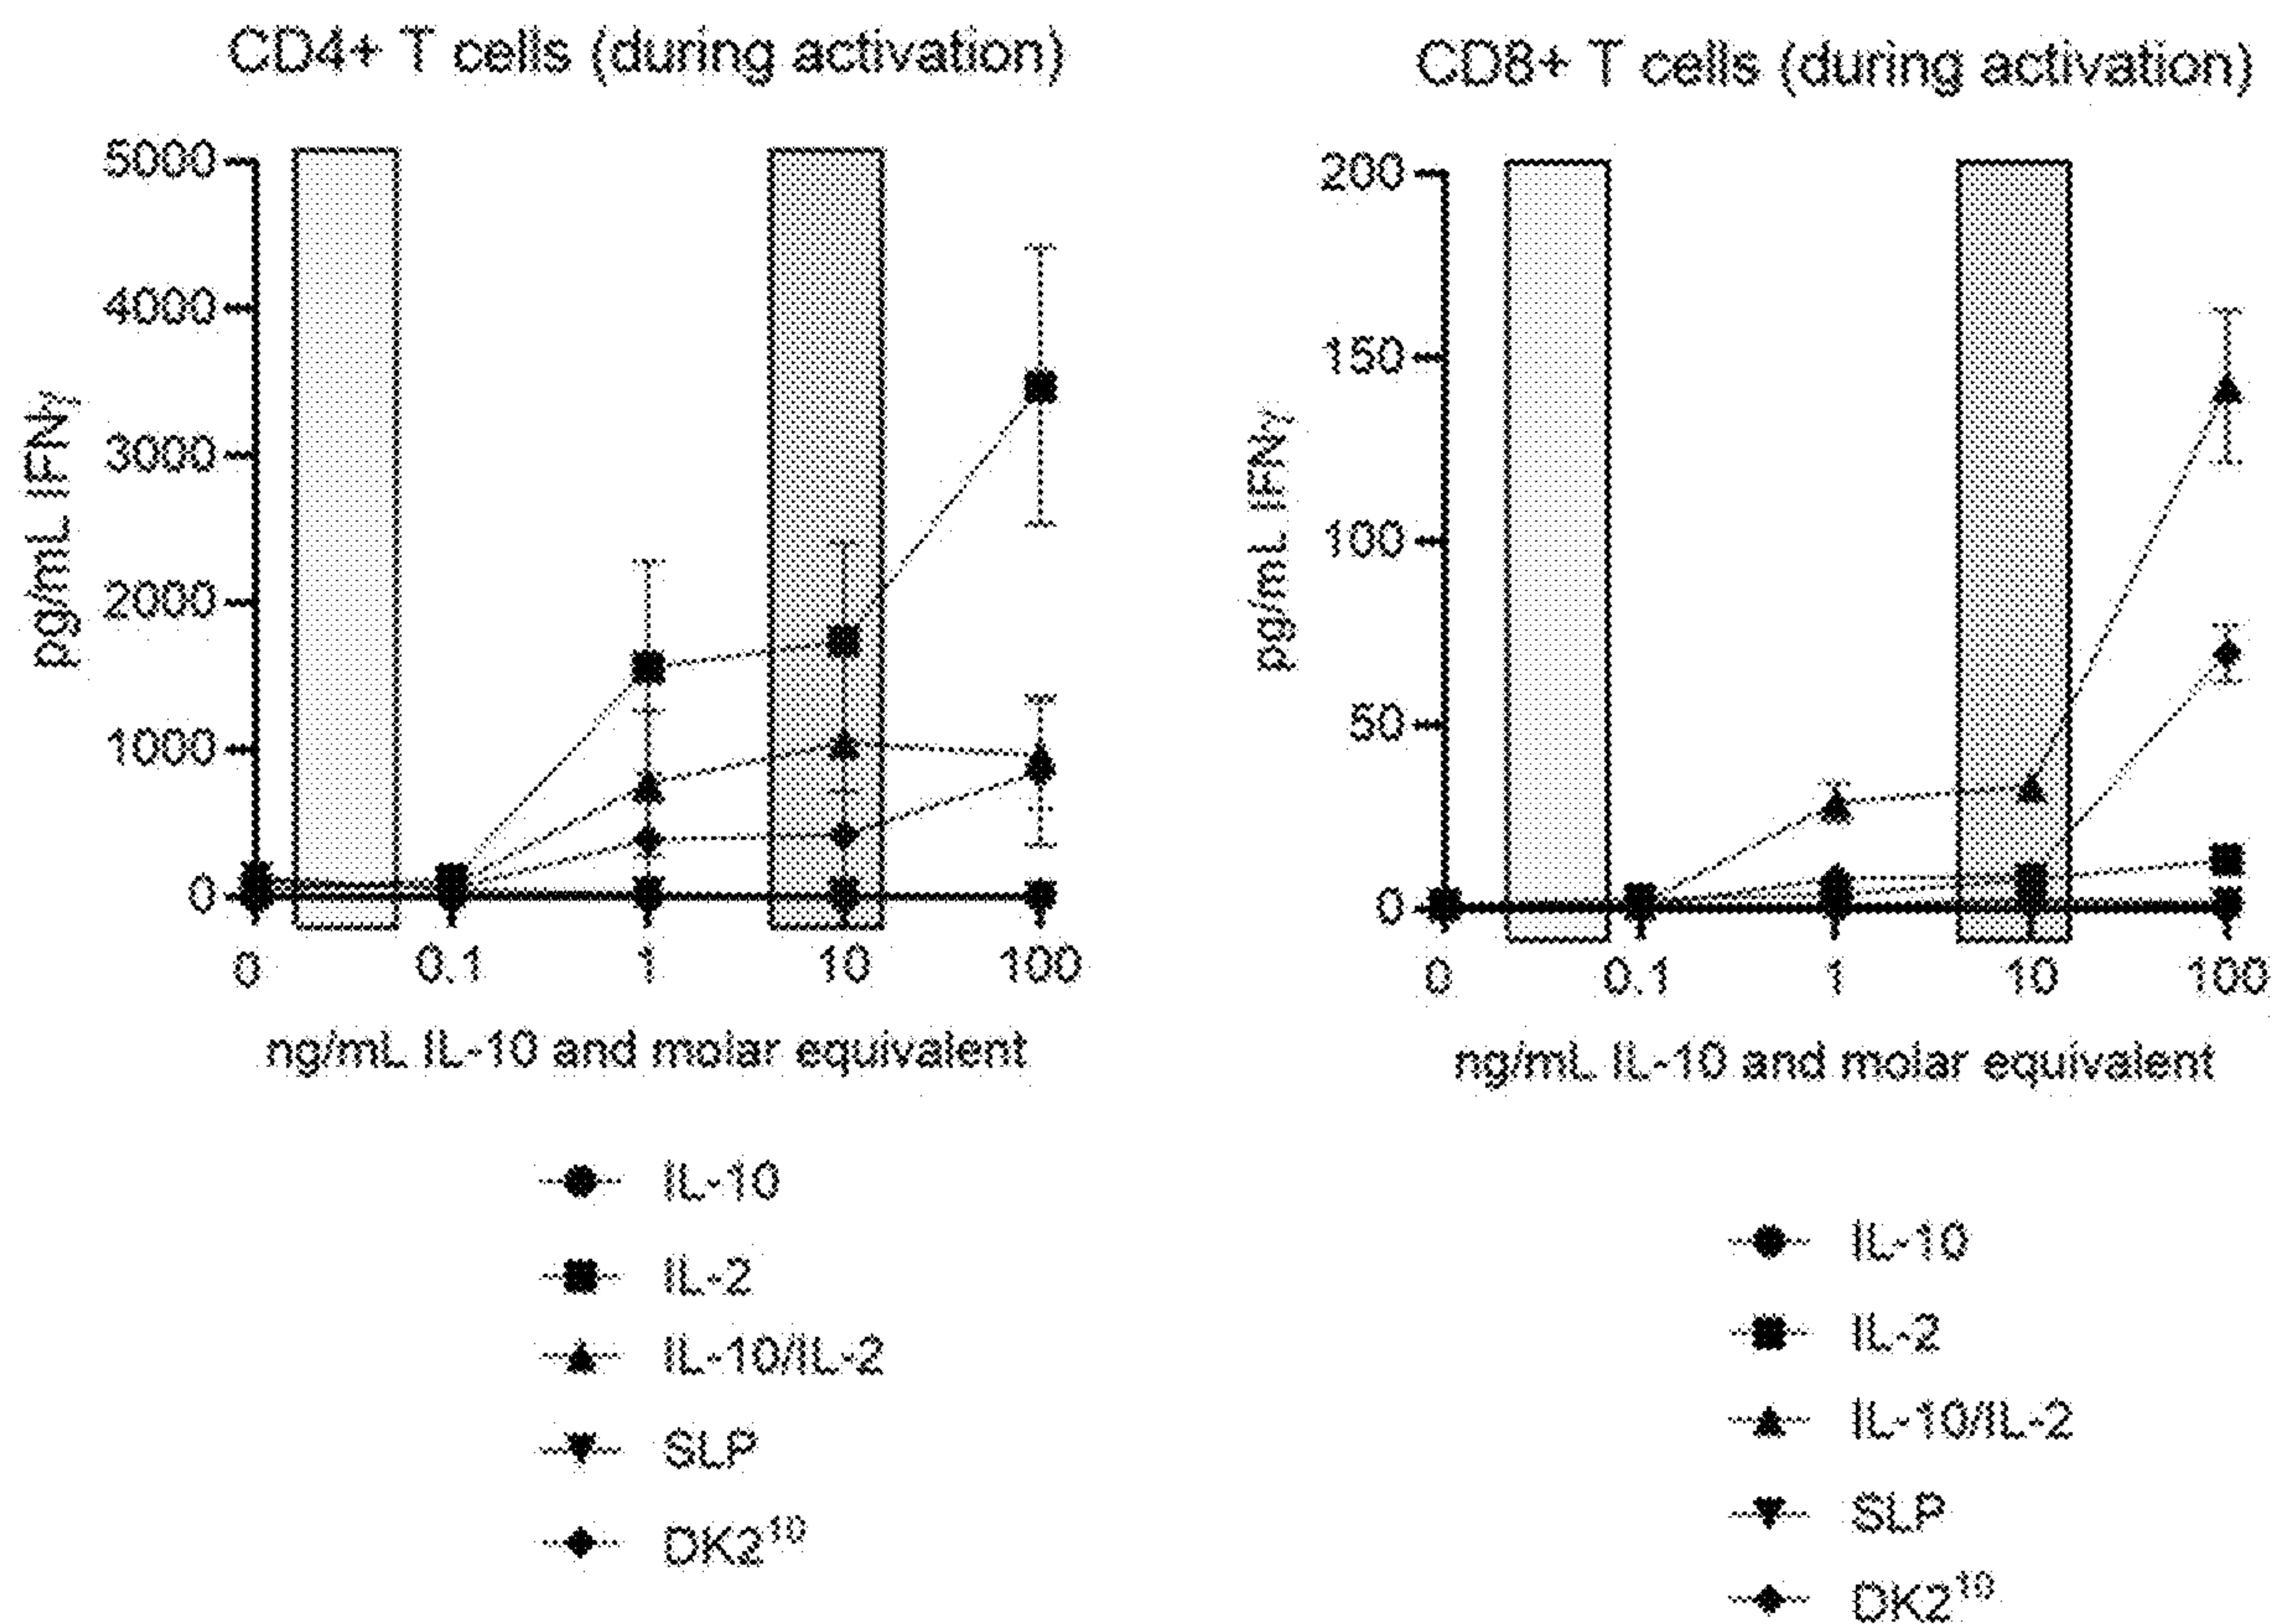 CD4+ T cells (during activation)
5000
4000
3000
2000
1000
0
pg/mL IFNγ
0 0.1 1 10 100
ng/mL IL-10 and molar equivalent
IL-10
IL-2
IL-10/IL-2
SLP
DK2¹⁰
CD8+ T cells (during activation)
200
150
100
50
0
pg/mL IFNγ
0 0.1 1 10 100
ng/mL IL-10 and molar equivalent
IL-10
IL-2
IL-10/IL-2
SLP
DK2¹⁰